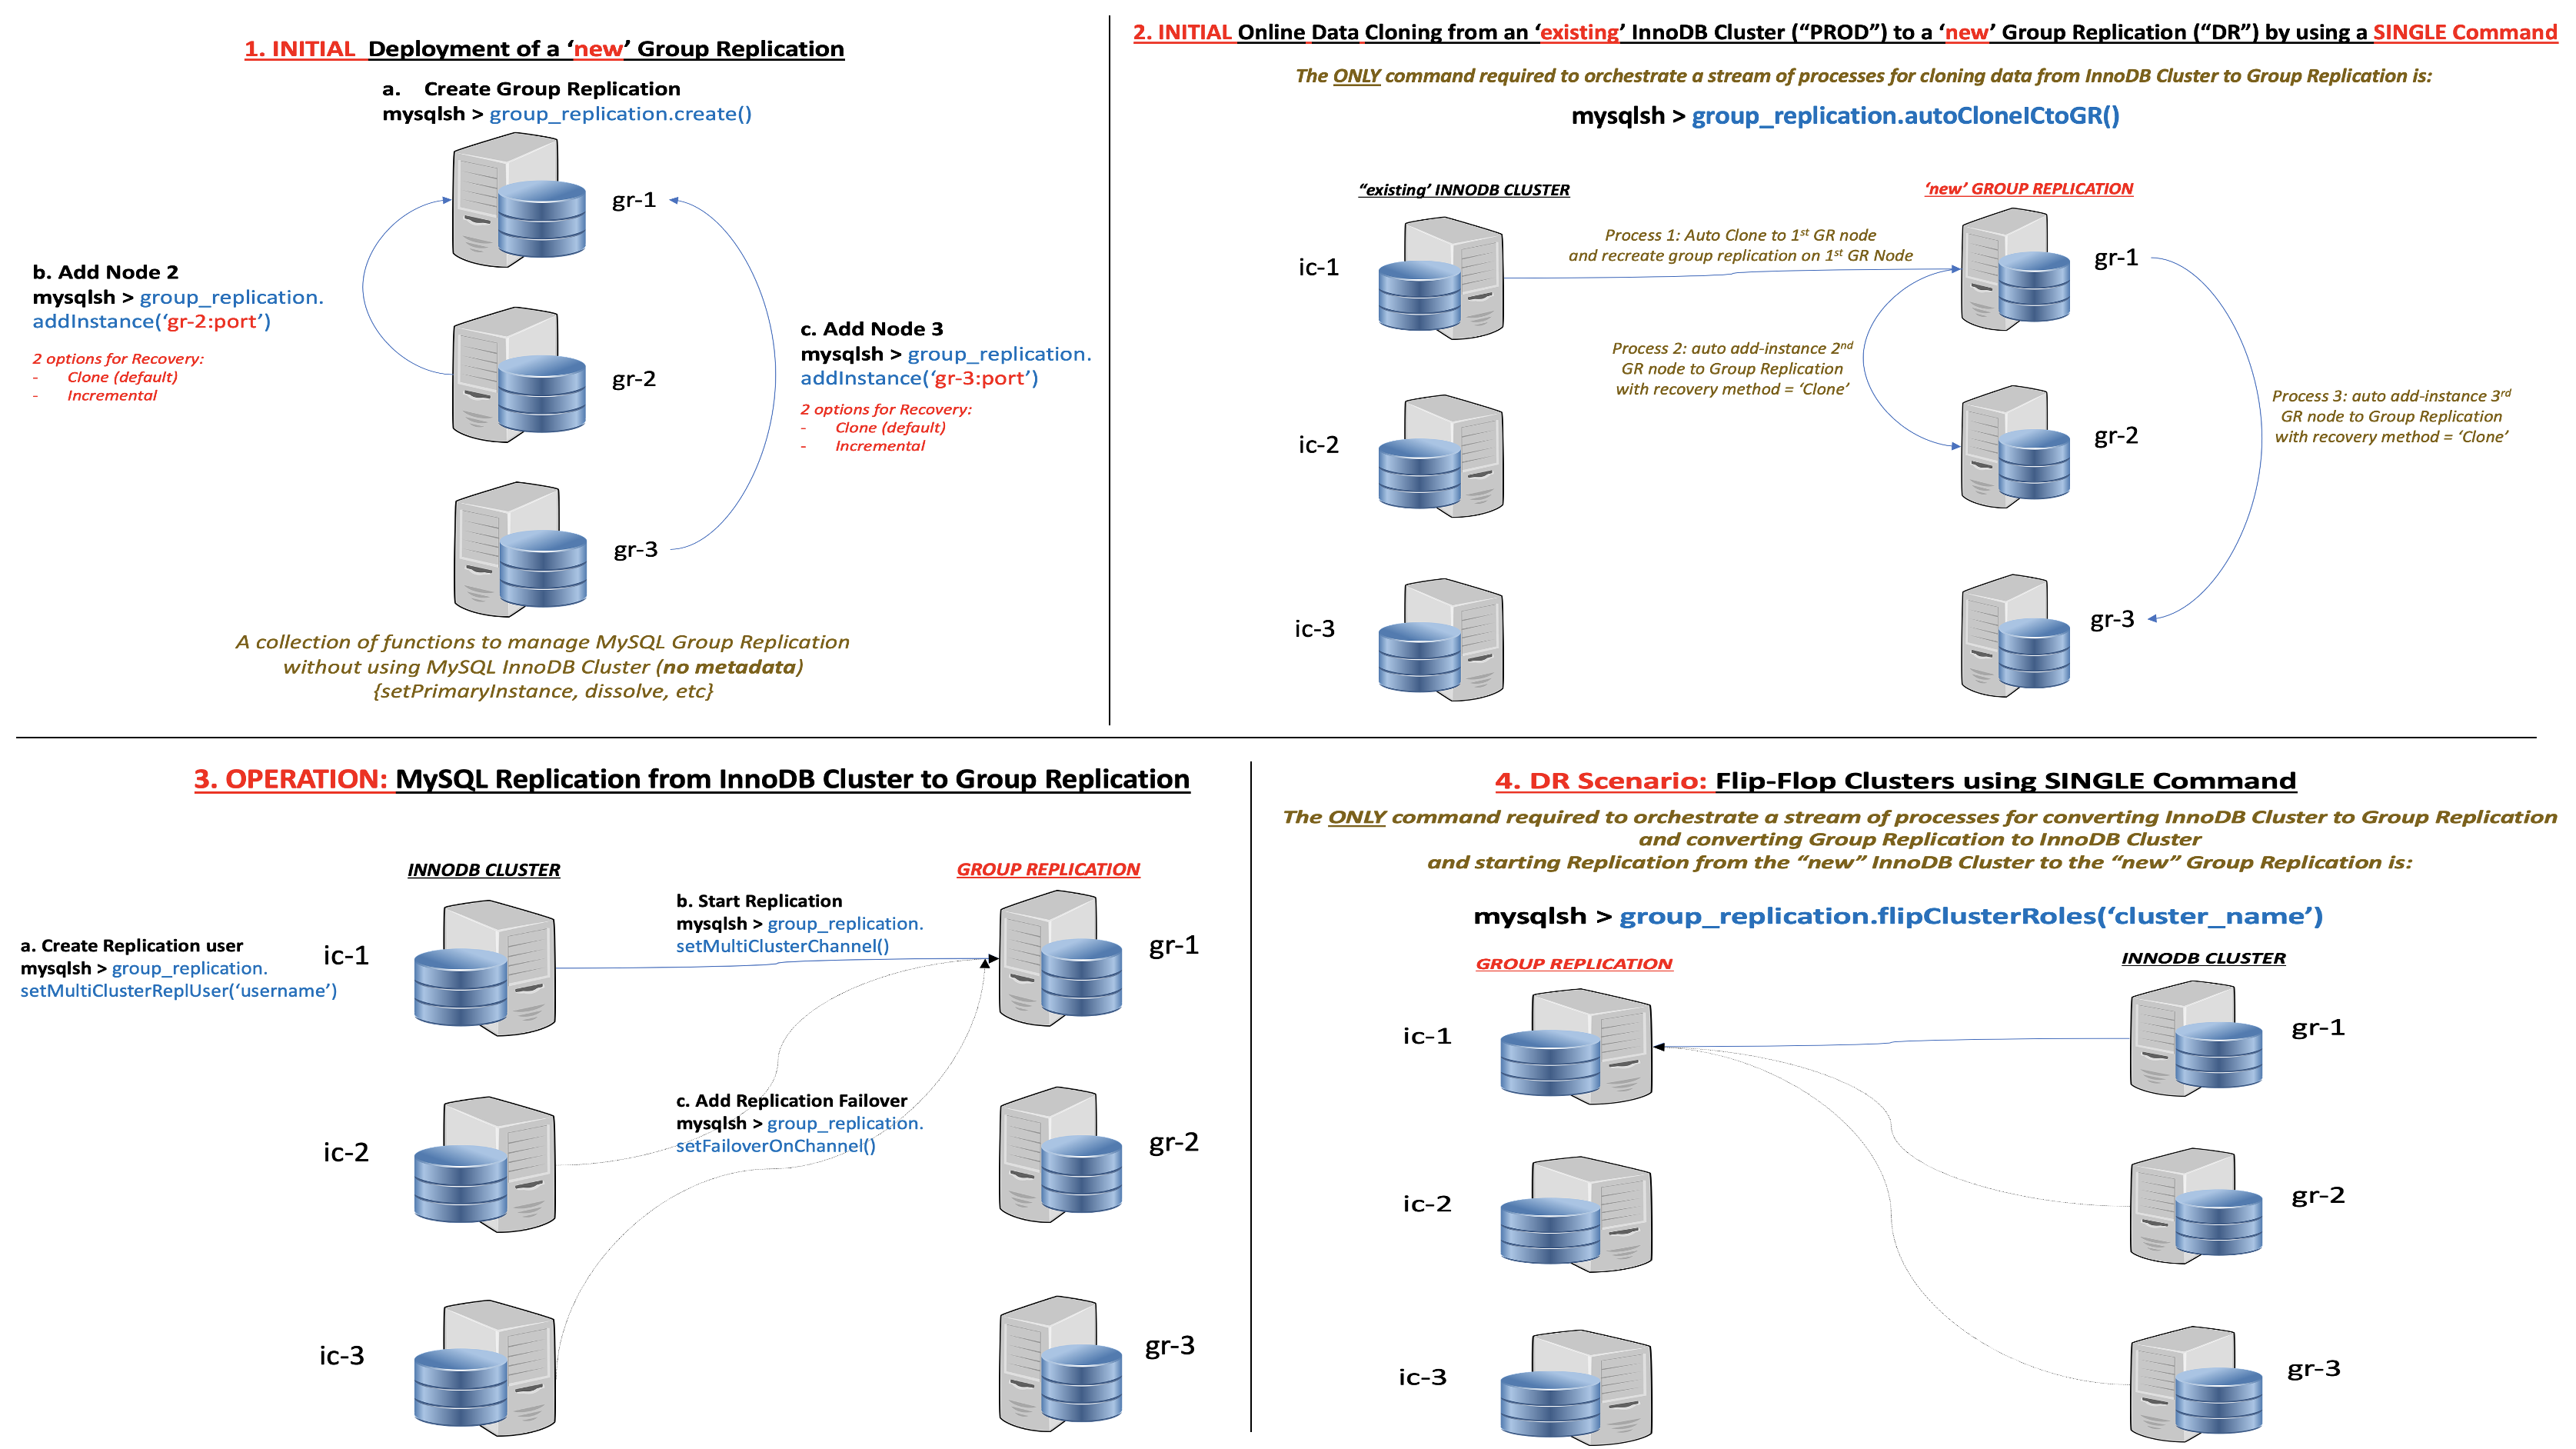 1. INITIAL  Deployment of a ‘new’ Group Replication
a.    Create Group Replication
mysqlsh > group_replication.create()
gr-1
b. Add Node 2
mysqlsh > group_replication.
addInstance(‘gr-2:port’)
2 options for Recovery:
-    Clone (default)
-    Incremental
gr-2
c. Add Node 3
mysqlsh > group_replication.
addInstance(‘gr-3:port’)
2 options for Recovery:
-    Clone (default)
-    Incremental
gr-3
A collection of functions to manage MySQL Group Replication
without using MySQL InnoDB Cluster (no metadata)
{setPrimaryInstance, dissolve, etc}
2. INITIAL Online Data Cloning from an ‘existing’ InnoDB Cluster (“PROD”) to a ‘new’ Group Replication (“DR”) by using a SINGLE Command
The ONLY command required to orchestrate a stream of processes for cloning data from InnoDB Cluster to Group Replication is:
mysqlsh > group_replication.autoCloneICtoGR()
“existing’ INNODB CLUSTER
‘new’ GROUP REPLICATION
Process 1: Auto Clone to 1st GR node
and recreate group replication on 1st GR Node
ic-1
gr-1
Process 2: auto add-instance 2nd
GR node to Group Replication
with recovery method = ‘Clone’
Process 3: auto add-instance 3rd
GR node to Group Replication
with recovery method = ‘Clone’
ic-2
gr-2
ic-3
gr-3
3. OPERATION: MySQL Replication from InnoDB Cluster to Group Replication
INNODB CLUSTER
GROUP REPLICATION
a. Create Replication user
mysqlsh > group_replication.
setMultiClusterReplUser(‘username’)
ic-1
b. Start Replication
mysqlsh > group_replication.
setMultiClusterChannel()
gr-1
c. Add Replication Failover
mysqlsh > group_replication.
setFailoverOnChannel()
ic-2
gr-2
ic-3
gr-3
4. DR Scenario: Flip-Flop Clusters using SINGLE Command
The ONLY command required to orchestrate a stream of processes for converting InnoDB Cluster to Group Replication
and converting Group Replication to InnoDB Cluster
and starting Replication from the “new” InnoDB Cluster to the “new” Group Replication is:
mysqlsh > group_replication.flipClusterRoles(‘cluster_name’)
GROUP REPLICATION
INNODB CLUSTER
ic-1
gr-1
ic-2
gr-2
ic-3
gr-3